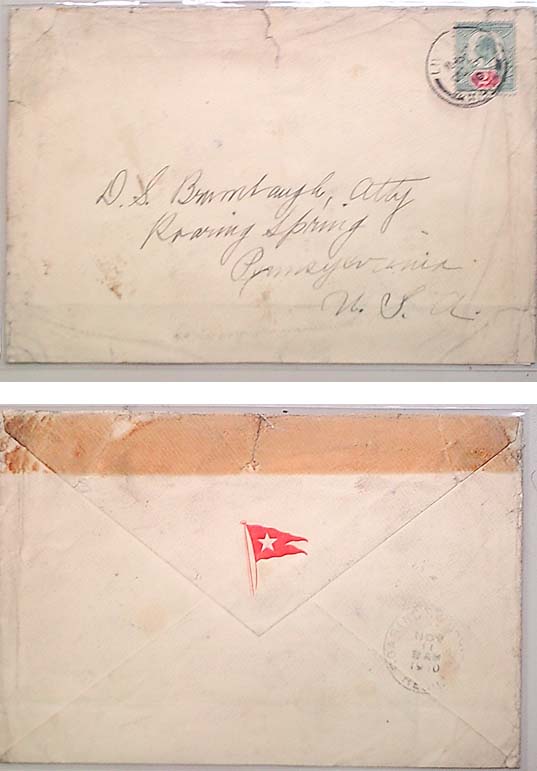 D. S. Brumbaugh, Atty
Roaring Spring
Pennsylvania
U. S. A.
NOV
11
1910